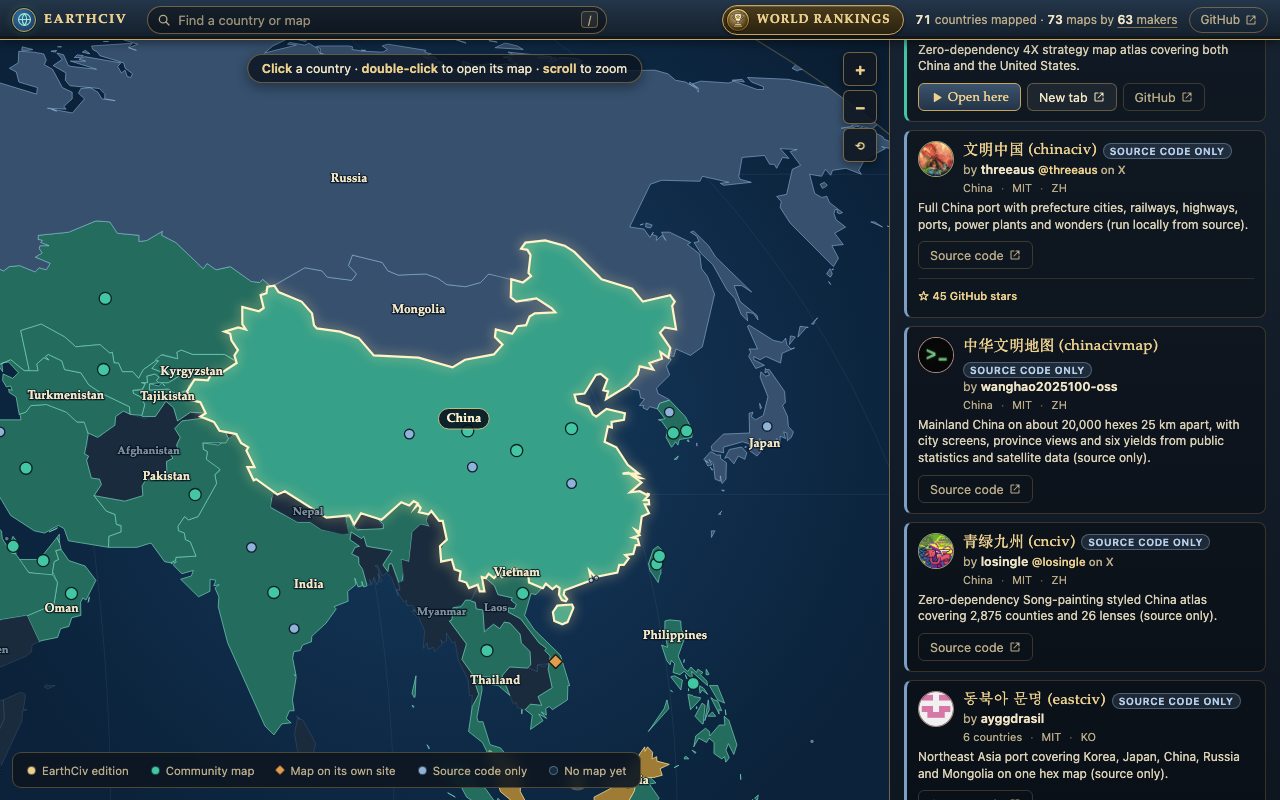 EARTHCIV
Find a country or map
/
WORLD RANKINGS
71 countries mapped · 73 maps by 63 makers
GitHub
Click a country · double-click to open its map · scroll to zoom
+
−
Russia
Mongolia
Kyrgyzstan
Turkmenistan
Tajikistan
China
Afghanistan
Japan
Pakistan
Nepal
India
Vietnam
Oman
Myanmar
Laos
Philippines
Thailand
EarthCiv edition
Community map
Map on its own site
Source code only
No map yet
Zero-dependency 4X strategy map atlas covering both
China and the United States.
Open here
New tab
GitHub
文明中国 (chinaciv) SOURCE CODE ONLY
by threeaus @threeaus on X
China · MIT · ZH
Full China port with prefecture cities, railways, highways,
ports, power plants and wonders (run locally from source).
Source code
45 GitHub stars
中华文明地图 (chinacivmap)
SOURCE CODE ONLY
by wanghao2025100-oss
China · MIT · ZH
Mainland China on about 20,000 hexes 25 km apart, with
city screens, province views and six yields from public
statistics and satellite data (source only).
Source code
青绿九州 (cnciv) SOURCE CODE ONLY
by losingle @losingle on X
China · MIT · ZH
Zero-dependency Song-painting styled China atlas
covering 2,875 counties and 26 lenses (source only).
Source code
동북아 문명 (eastciv) SOURCE CODE ONLY
by ayggdrasil
6 countries · MIT · KO
Northeast Asia port covering Korea, Japan, China, Russia
and Mongolia on one hex map (source only).